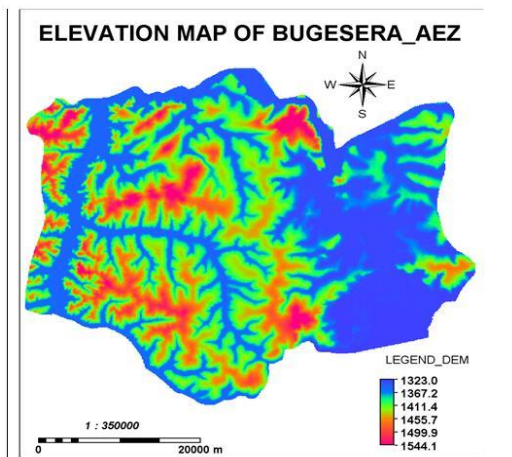 ELEVATION MAP OF BUGESERA_AEZ
N
W E
S
LEGEND_DEM
1323.0
1367.2
1411.4
1455.7
1499.9
1544.1
1 : 350000
0 20000 m